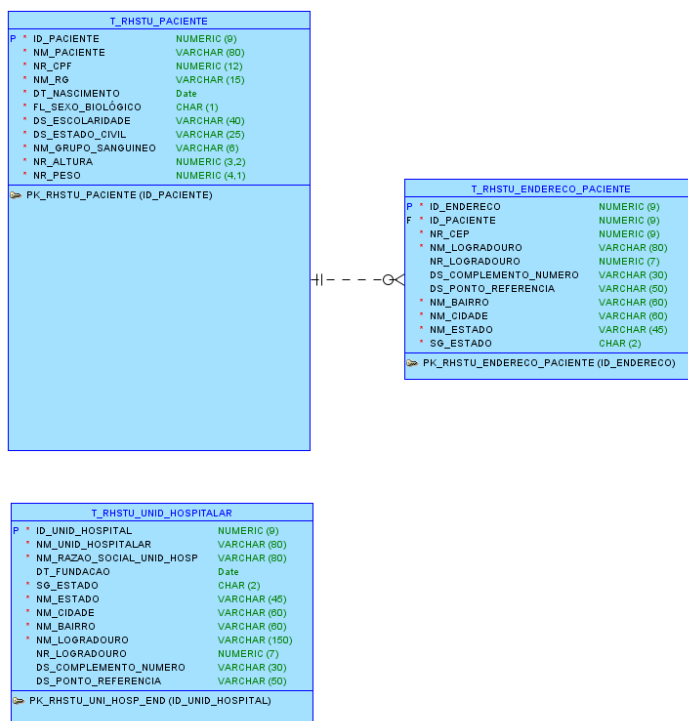 T_RHSTU_PACIENTE
P * ID_PACIENTE NUMERIC (9)
* NM_PACIENTE VARCHAR (80)
* NR_CPF NUMERIC (12)
* NM_RG VARCHAR (15)
* DT_NASCIMENTO Date
* FL_SEXO_BIOLÓGICO CHAR (1)
* DS_ESCOLARIDADE VARCHAR (40)
* DS_ESTADO_CIVIL VARCHAR (25)
* NM_GRUPO_SANGUINEO VARCHAR (6)
* NR_ALTURA NUMERIC (3,2)
* NR_PESO NUMERIC (4,1)
PK_RHSTU_PACIENTE (ID_PACIENTE)
T_RHSTU_ENDERECO_PACIENTE
P * ID_ENDERECO NUMERIC (9)
F * ID_PACIENTE NUMERIC (9)
* NR_CEP NUMERIC (9)
* NM_LOGRADOURO VARCHAR (80)
NR_LOGRADOURO NUMERIC (7)
DS_COMPLEMENTO_NUMERO VARCHAR (30)
DS_PONTO_REFERENCIA VARCHAR (50)
* NM_BAIRRO VARCHAR (60)
* NM_CIDADE VARCHAR (60)
* NM_ESTADO VARCHAR (45)
* SG_ESTADO CHAR (2)
PK_RHSTU_ENDERECO_PACIENTE (ID_ENDERECO)
T_RHSTU_UNID_HOSPITALAR
P * ID_UNID_HOSPITAL NUMERIC (9)
* NM_UNID_HOSPITALAR VARCHAR (80)
* NM_RAZAO_SOCIAL_UNID_HOSP VARCHAR (80)
DT_FUNDACAO Date
* SG_ESTADO CHAR (2)
* NM_ESTADO VARCHAR (45)
* NM_CIDADE VARCHAR (60)
* NM_BAIRRO VARCHAR (60)
* NM_LOGRADOURO VARCHAR (150)
NR_LOGRADOURO NUMERIC (7)
DS_COMPLEMENTO_NUMERO VARCHAR (30)
DS_PONTO_REFERENCIA VARCHAR (50)
PK_RHSTU_UNI_HOSP_END (ID_UNID_HOSPITAL)